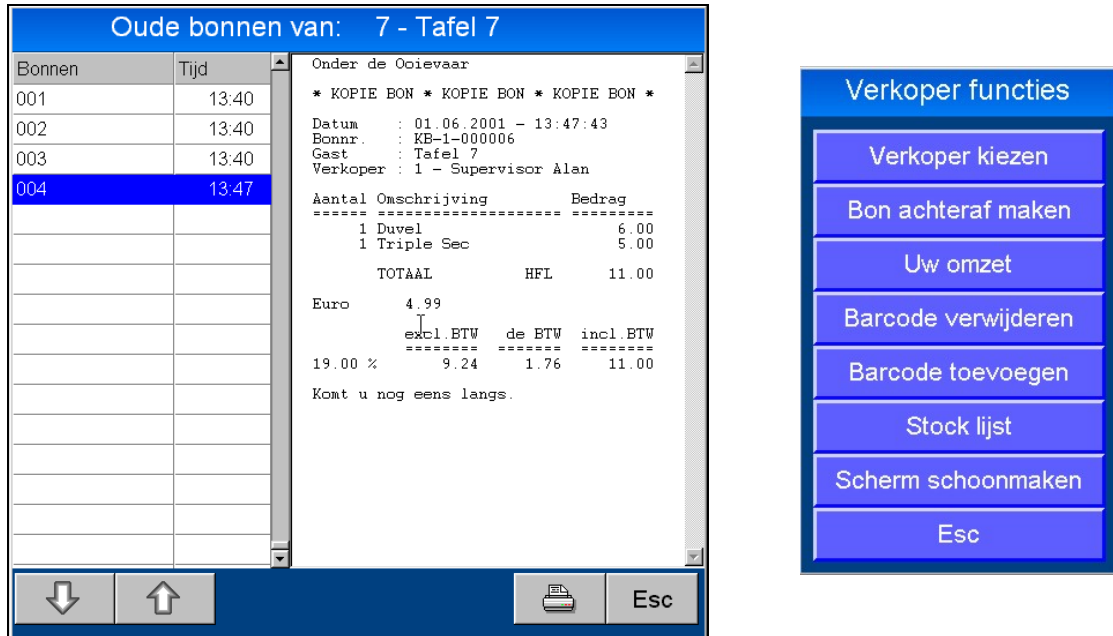 Oude bonnen van: 7 - Tafel 7
Bonnen Tijd
001 13:40
002 13:40
003 13:40
004 13:47
Onder de Ooievaar
* KOPIE BON * KOPIE BON * KOPIE BON *
Datum : 01.06.2001 - 13:47:43
Bonnr. : KB-1-000006
Gast : Tafel 7
Verkoper : 1 - Supervisor Alan
Aantal Omschrijving Bedrag
====== ===================== =========
1 Duvel 6.00
1 Triple Sec 5.00
TOTAAL HFL 11.00
Euro 4.99
excl.BTW de BTW incl.BTW
======== ======= ========
19.00 % 9.24 1.76 11.00
Komt u nog eens langs.
Esc
Verkoper functies
Verkoper kiezen
Bon achteraf maken
Uw omzet
Barcode verwijderen
Barcode toevoegen
Stock lijst
Scherm schoonmaken
Esc